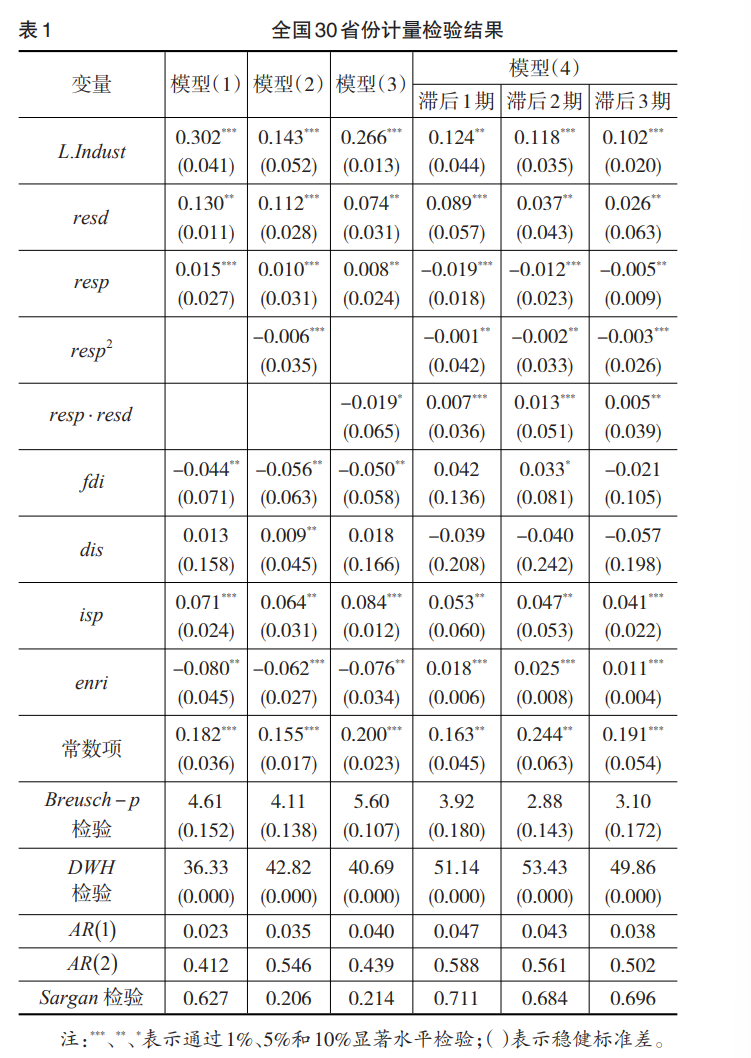 表1 全国30省份计量检验结果
变量 模型(1) 模型(2) 模型(3) 模型(4)
滞后1期 滞后2期 滞后3期
L.Indust 0.302*** 0.143*** 0.266*** 0.124** 0.118*** 0.102***
(0.041) (0.052) (0.013) (0.044) (0.035) (0.020)
resd 0.130** 0.112*** 0.074** 0.089*** 0.037** 0.026**
(0.011) (0.028) (0.031) (0.057) (0.043) (0.063)
resp 0.015*** 0.010*** 0.008** −0.019*** −0.012*** −0.005**
(0.027) (0.031) (0.024) (0.018) (0.023) (0.009)
resp² −0.006*** −0.001** −0.002** −0.003***
(0.035) (0.042) (0.033) (0.026)
resp·resd −0.019* 0.007*** 0.013*** 0.005**
(0.065) (0.036) (0.051) (0.039)
fdi −0.044** −0.056** −0.050** 0.042 0.033* −0.021
(0.071) (0.063) (0.058) (0.136) (0.081) (0.105)
dis 0.013 0.009** 0.018 −0.039 −0.040 −0.057
(0.158) (0.045) (0.166) (0.208) (0.242) (0.198)
isp 0.071*** 0.064** 0.084*** 0.053** 0.047** 0.041***
(0.024) (0.031) (0.012) (0.060) (0.053) (0.022)
enri −0.080** −0.062*** −0.076** 0.018*** 0.025*** 0.011***
(0.045) (0.027) (0.034) (0.006) (0.008) (0.004)
常数项 0.182*** 0.155*** 0.200*** 0.163** 0.244** 0.191***
(0.036) (0.017) (0.023) (0.045) (0.063) (0.054)
Breusch−p 4.61 4.11 5.60 3.92 2.88 3.10
检验 (0.152) (0.138) (0.107) (0.180) (0.143) (0.172)
DWH 36.33 42.82 40.69 51.14 53.43 49.86
检验 (0.000) (0.000) (0.000) (0.000) (0.000) (0.000)
AR(1) 0.023 0.035 0.040 0.047 0.043 0.038
AR(2) 0.412 0.546 0.439 0.588 0.561 0.502
Sargan 检验 0.627 0.206 0.214 0.711 0.684 0.696
注:***、**、*表示通过1%、5%和10%显著水平检验;( )表示稳健标准差。